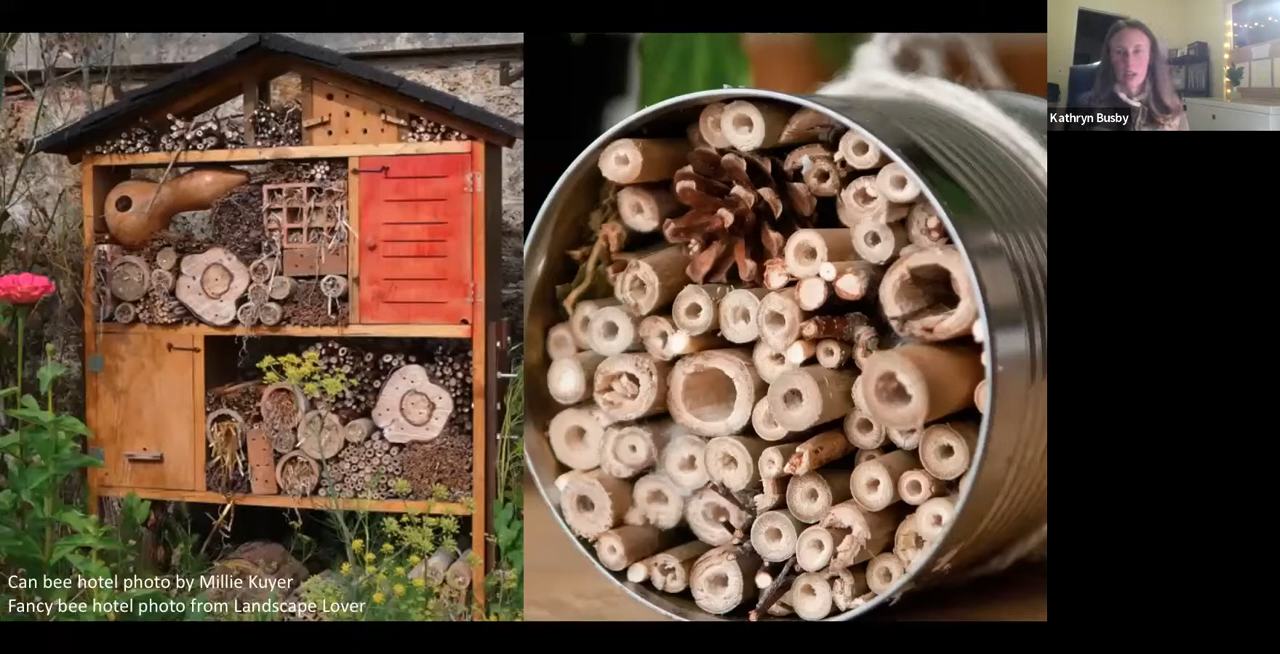 Kathryn Busby
Can bee hotel photo by Millie Kuyer
Fancy bee hotel photo from Landscape Lover